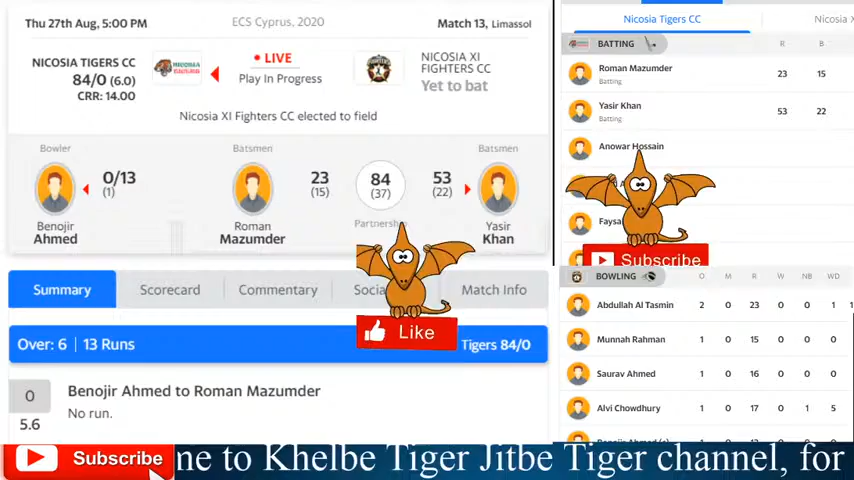 Thu 27th Aug, 5:00 PM
ECS Cyprus, 2020
Match 13, Limassol
NICOSIA TIGERS CC
84/0 (6.0)
CRR: 14.00
LIVE
Play In Progress
NICOSIA XI
FIGHTERS CC
Yet to bat
Nicosia XI Fighters CC elected to field
Bowler
0/13
(1)
Benojir
Ahmed
Batsmen
23
(15)
Roman
Mazumder
84
(37)
Partnership
Batsmen
53
(22)
Yasir
Khan
Summary
Scorecard
Commentary
Socia
Match Info
Like
Over: 6 | 13 Runs
Tigers 84/0
0
5.6
Benojir Ahmed to Roman Mazumder
No run.
Nicosia Tigers CC
Nicosia X
BATTING R B
Roman Mazumder 23 15
Batting
Yasir Khan 53 22
Batting
Anowar Hossain
Faysa
Subscribe
BOWLING O M R W NB WD
Abdullah Al Tasmin 2 0 23 0 0 1 1
Munnah Rahman 1 0 15 0 0 0
Saurav Ahmed 1 0 16 0 0 0
Alvi Chowdhury 1 0 17 0 1 5
Subscribe
ne to Khelbe Tiger Jitbe Tiger channel, for